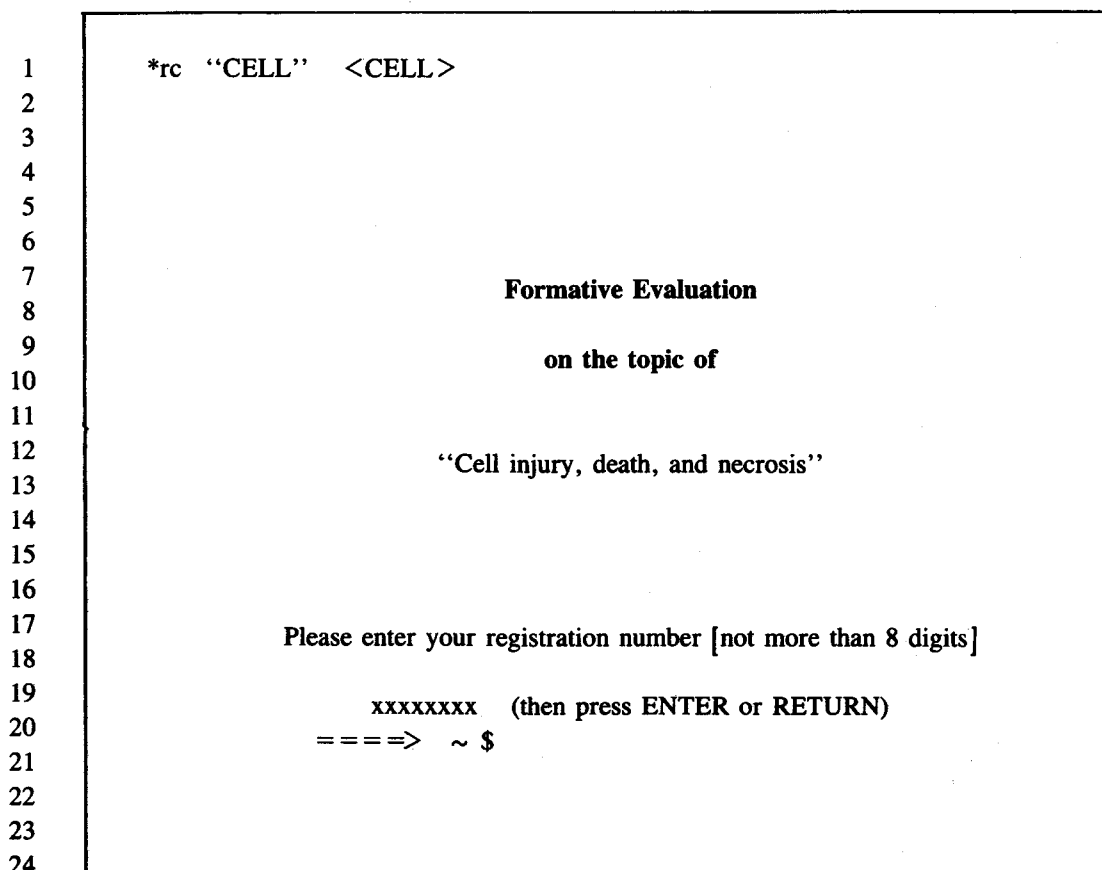 1 *rc “CELL” <CELL>
2
3
4
5
6
7 Formative Evaluation
8
9 on the topic of
10
11
12 “Cell injury, death, and necrosis”
13
14
15
16
17 Please enter your registration number [not more than 8 digits]
18
19 xxxxxxxx (then press ENTER or RETURN)
20 ====> ~ $
21
22
23
24